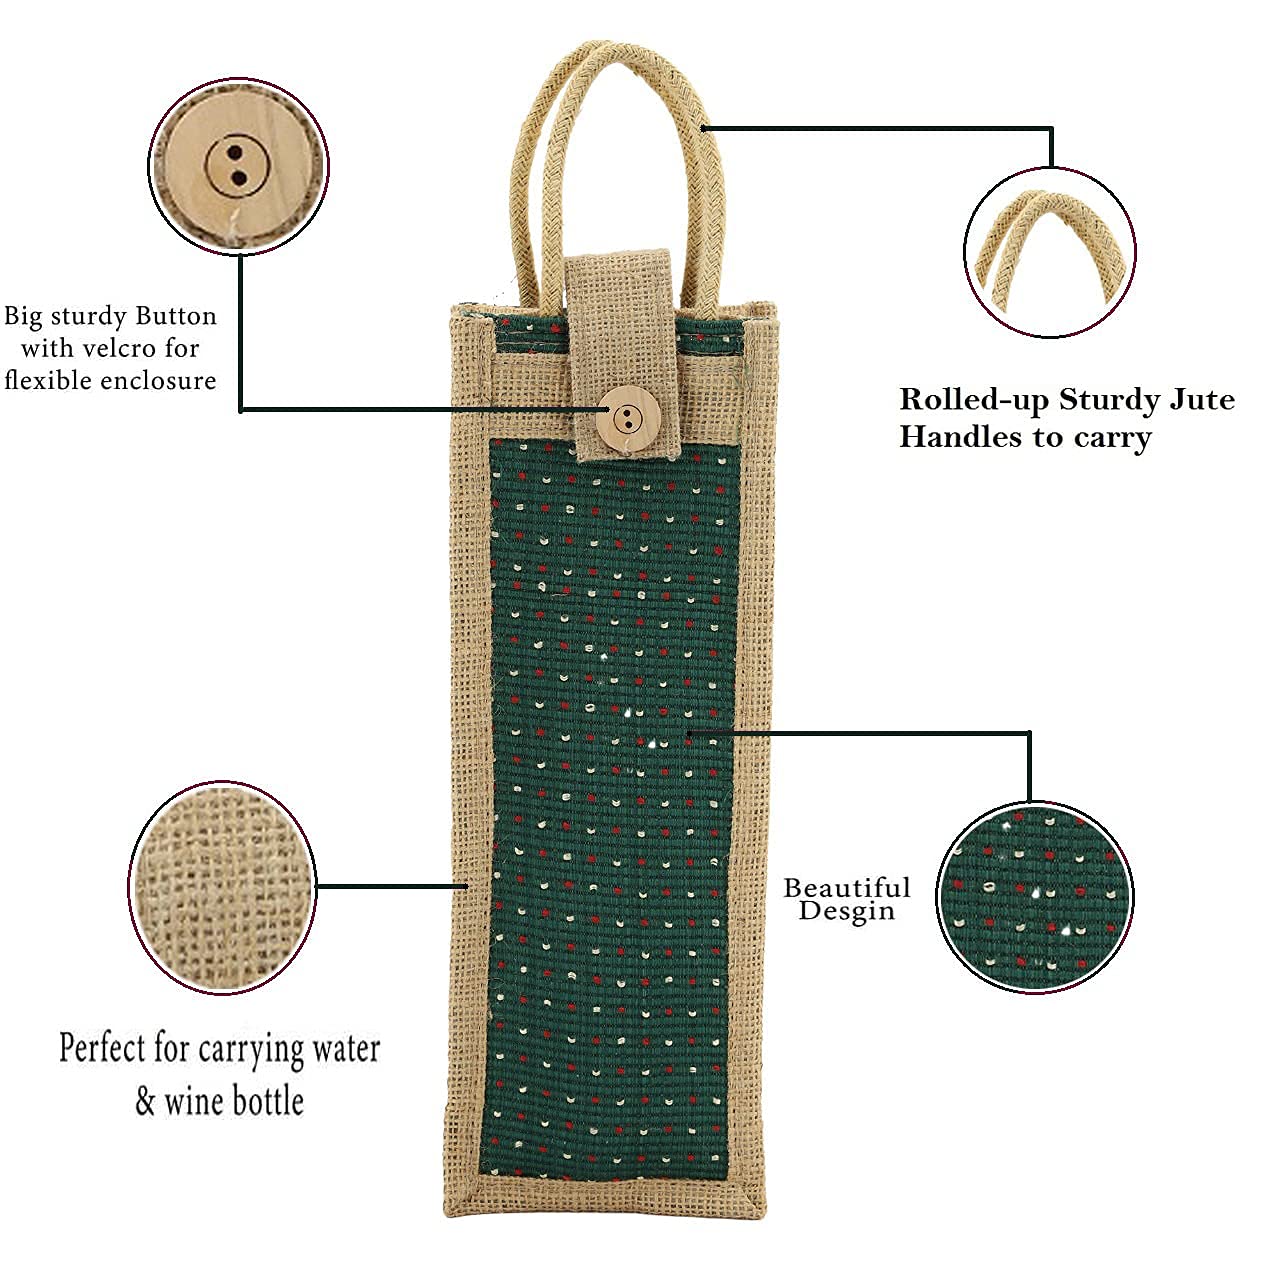 Big sturdy Button
with velcro for
flexible enclosure
Rolled-up Sturdy Jute
Handles to carry
Beautiful
Desgin
Perfect for carrying water
& wine bottle